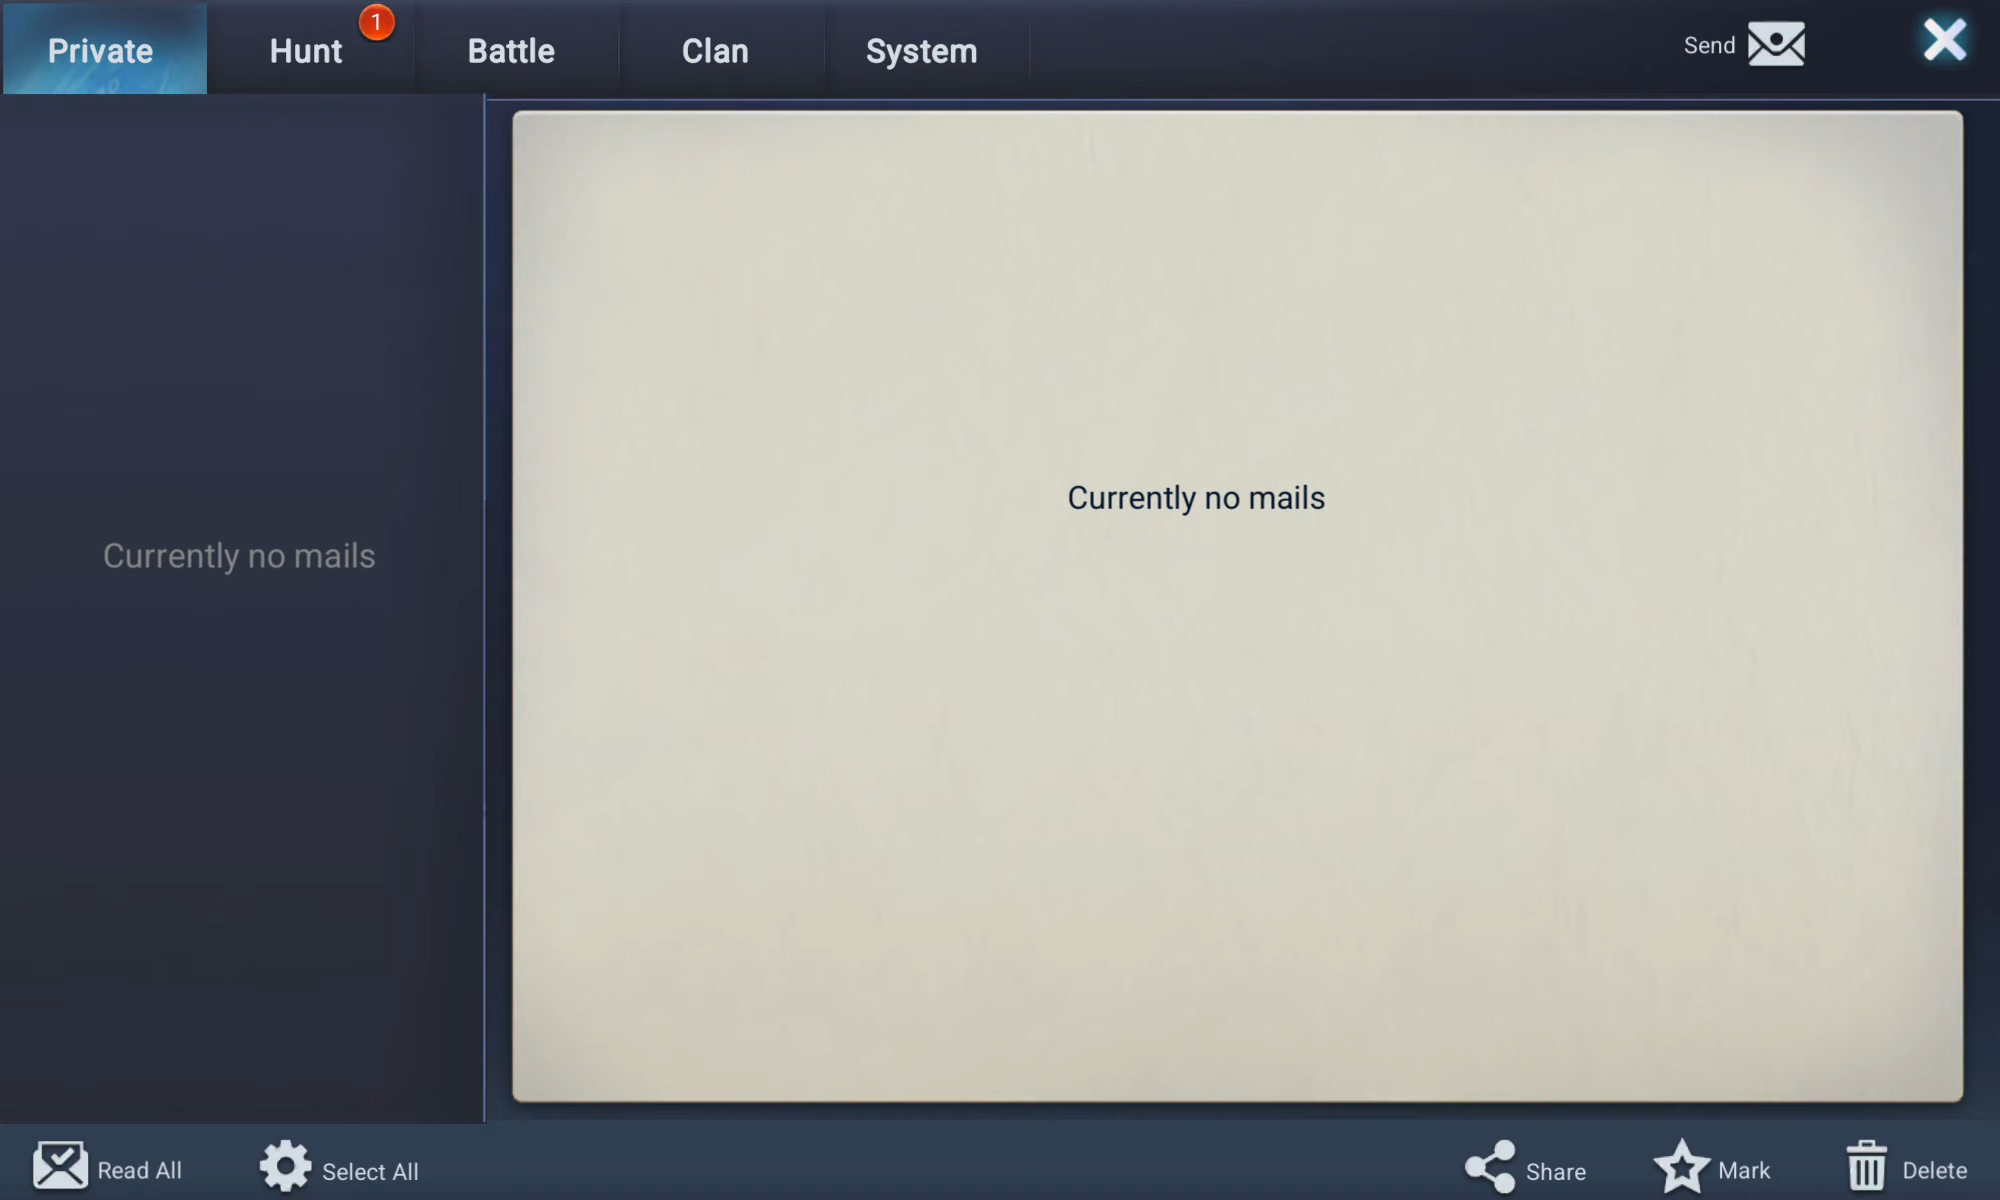 Private
Hunt
1
Battle
Clan
System
Send
Currently no mails
Currently no mails
Read All
Select All
Share
Mark
Delete